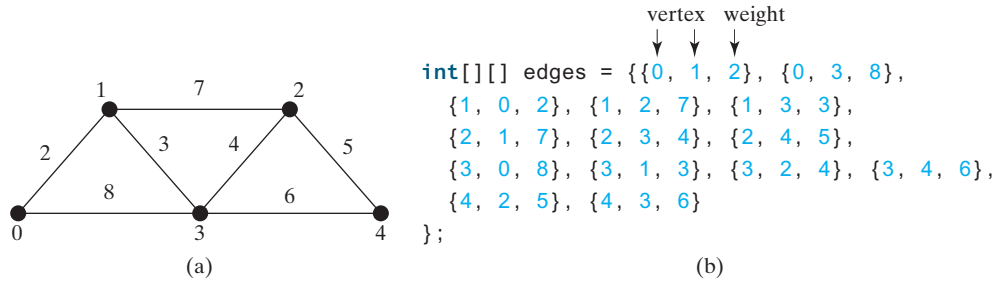 vertex weight
int[][] edges = {{0, 1, 2}, {0, 3, 8},
{1, 0, 2}, {1, 2, 7}, {1, 3, 3},
{2, 1, 7}, {2, 3, 4}, {2, 4, 5},
{3, 0, 8}, {3, 1, 3}, {3, 2, 4}, {3, 4, 6},
{4, 2, 5}, {4, 3, 6}
};
1 7 2
2 3 4 5
8 6
0 3 4
(a) (b)